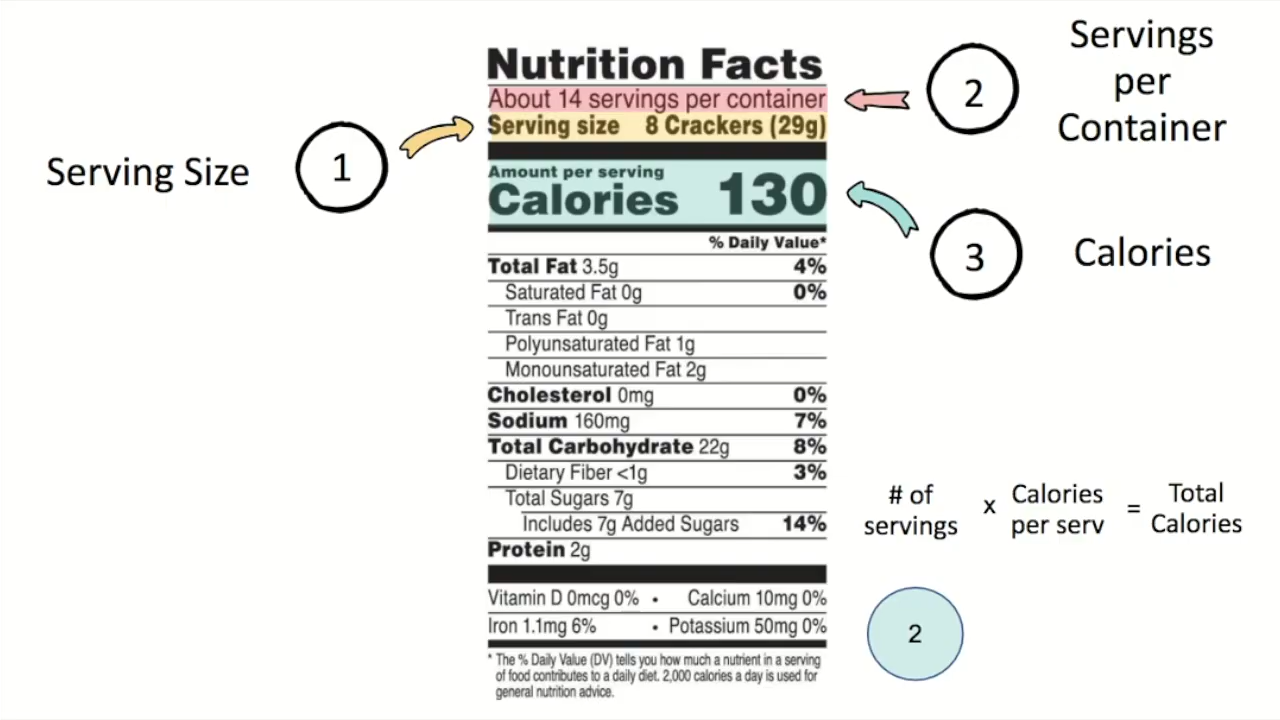 Nutrition Facts
About 14 servings per container
Serving size 8 Crackers (29g)
Amount per serving
Calories 130
% Daily Value*
Total Fat 3.5g 4%
Saturated Fat 0g 0%
Trans Fat 0g
Polyunsaturated Fat 1g
Monounsaturated Fat 2g
Cholesterol 0mg 0%
Sodium 160mg 7%
Total Carbohydrate 22g 8%
Dietary Fiber <1g 3%
Total Sugars 7g
Includes 7g Added Sugars 14%
Protein 2g
Vitamin D 0mcg 0% • Calcium 10mg 0%
Iron 1.1mg 6% • Potassium 50mg 0%
* The % Daily Value (DV) tells you how much a nutrient in a serving
of food contributes to a daily diet. 2,000 calories a day is used for
general nutrition advice.
Serving Size
1
2
Servings
per
Container
3
Calories
# of
servings
x
Calories
per serv
=
Total
Calories
2